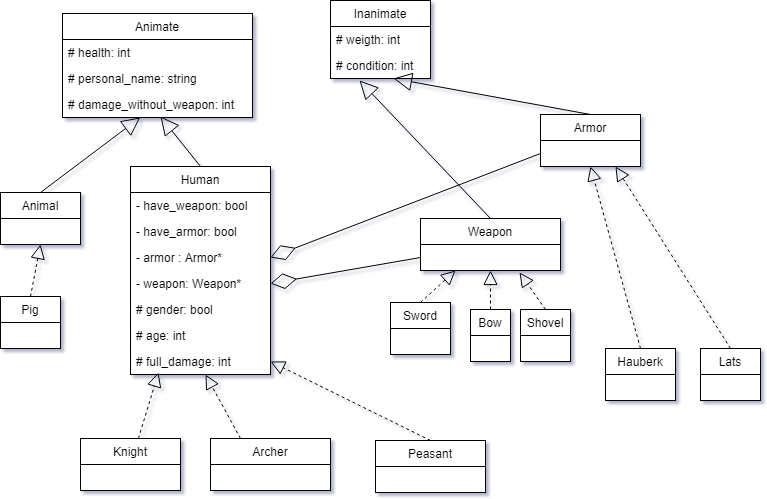 Animate
# health: int
# personal_name: string
# damage_without_weapon: int
Inanimate
# weigth: int
# condition: int
Armor
Animal
Human
- have_weapon: bool
- have_armor: bool
- armor : Armor*
- weapon: Weapon*
# gender: bool
# age: int
# full_damage: int
Weapon
Pig
Sword
Bow
Shovel
Hauberk
Lats
Knight
Archer
Peasant